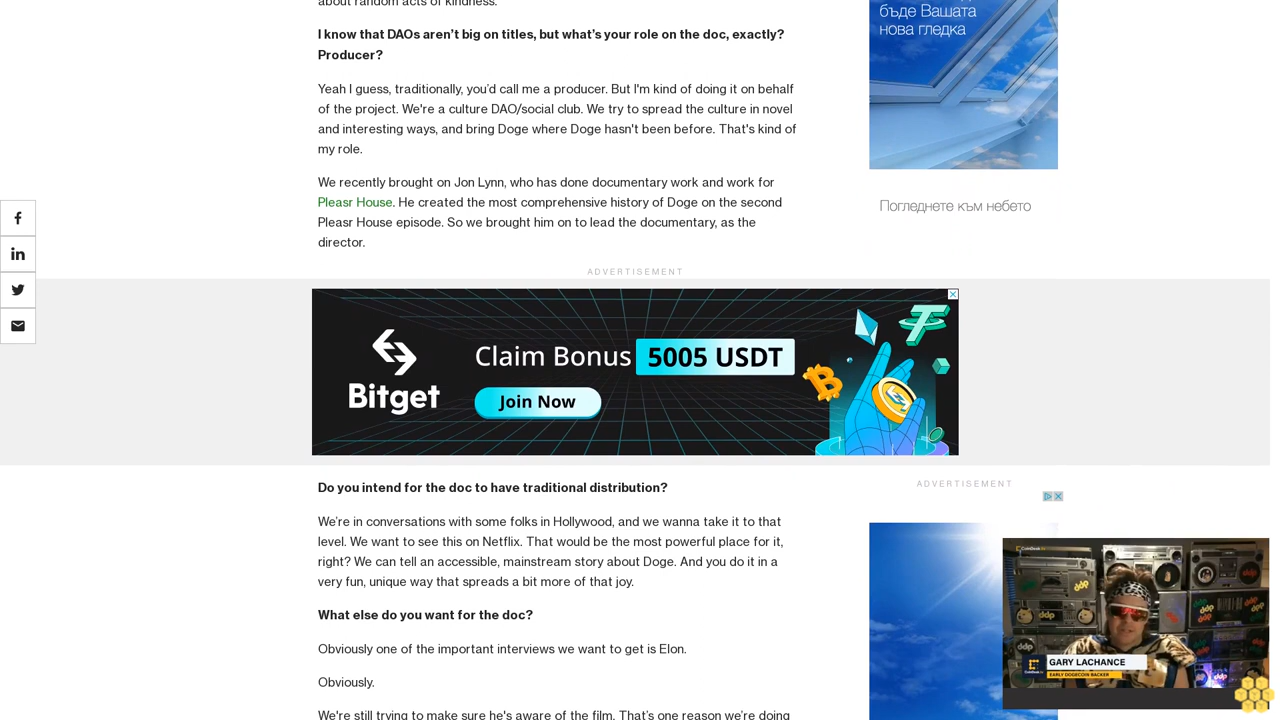 about random acts of kindness.
I know that DAOs aren’t big on titles, but what’s your role on the doc, exactly?
Producer?
Yeah I guess, traditionally, you’d call me a producer. But I'm kind of doing it on behalf
of the project. We're a culture DAO/social club. We try to spread the culture in novel
and interesting ways, and bring Doge where Doge hasn't been before. That's kind of
my role.
We recently brought on Jon Lynn, who has done documentary work and work for
Pleasr House. He created the most comprehensive history of Doge on the second
Pleasr House episode. So we brought him on to lead the documentary, as the
director.
бъде Вашата
нова гледка
Погледнете към небето
ADVERTISEMENT
Bitget
Claim Bonus 5005 USDT
Join Now
Do you intend for the doc to have traditional distribution?
We’re in conversations with some folks in Hollywood, and we wanna take it to that
level. We want to see this on Netflix. That would be the most powerful place for it,
right? We can tell an accessible, mainstream story about Doge. And you do it in a
very fun, unique way that spreads a bit more of that joy.
What else do you want for the doc?
Obviously one of the important interviews we want to get is Elon.
Obviously.
We're still trying to make sure he's aware of the film. That’s one reason we’re doing
ADVERTISEMENT
CoinDesk
ddp
ddp
ddp
ddp
GARY LACHANCE
EARLY DOGECOIN BACKER